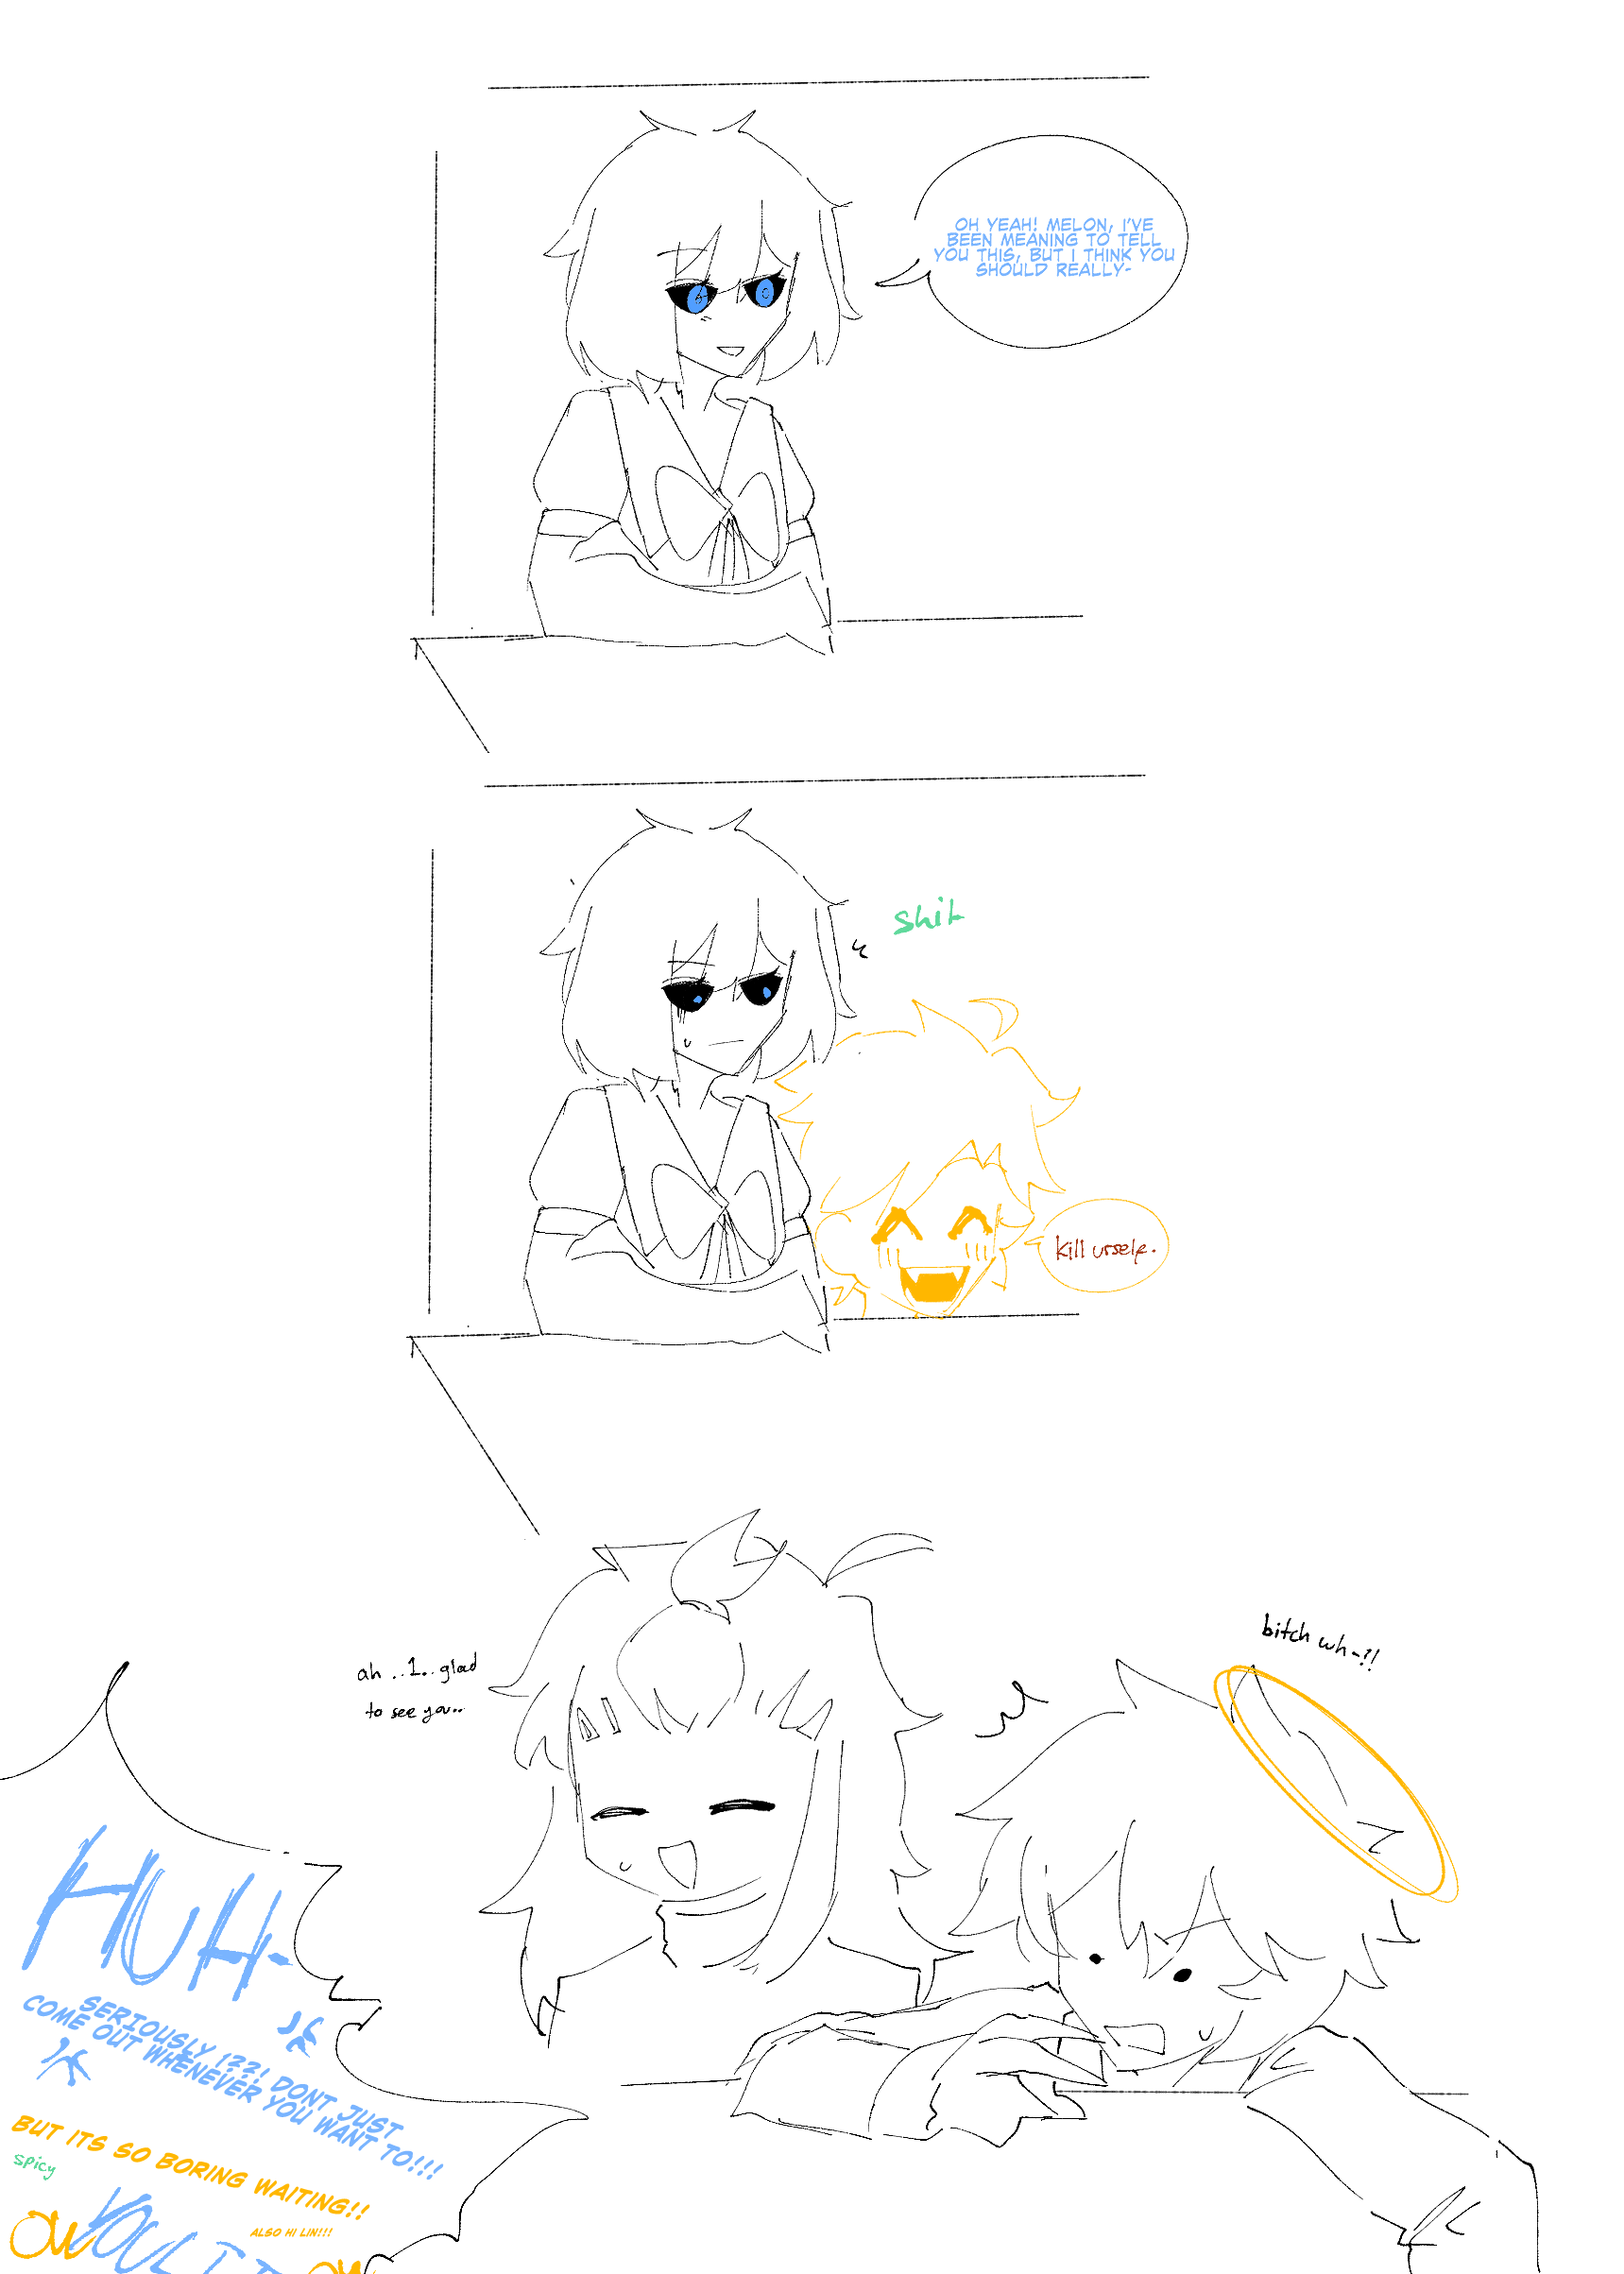 OH YEAH! MELON, I'VE
BEEN MEANING TO TELL
YOU THIS, BUT I THINK YOU
SHOULD REALLY-
shit
kill urself.
bitch wh-?!
ah ..1.. glad
to see you..
HUH-
SERIOUSLY !??! DONT JUST
COME OUT WHENEVER YOU WANT TO!!!
BUT ITS SO BORING WAITING!!
spicy
ALSO HI LIN!!!
OW